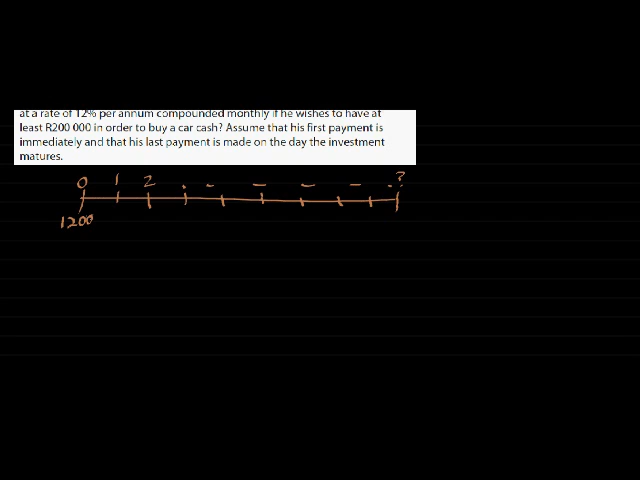 at a rate of 12% per annum compounded monthly if he wishes to have at
least R200 000 in order to buy a car cash? Assume that his first payment is
immediately and that his last payment is made on the day the investment
matures.
0 1 2 . - - - - . ?
1200